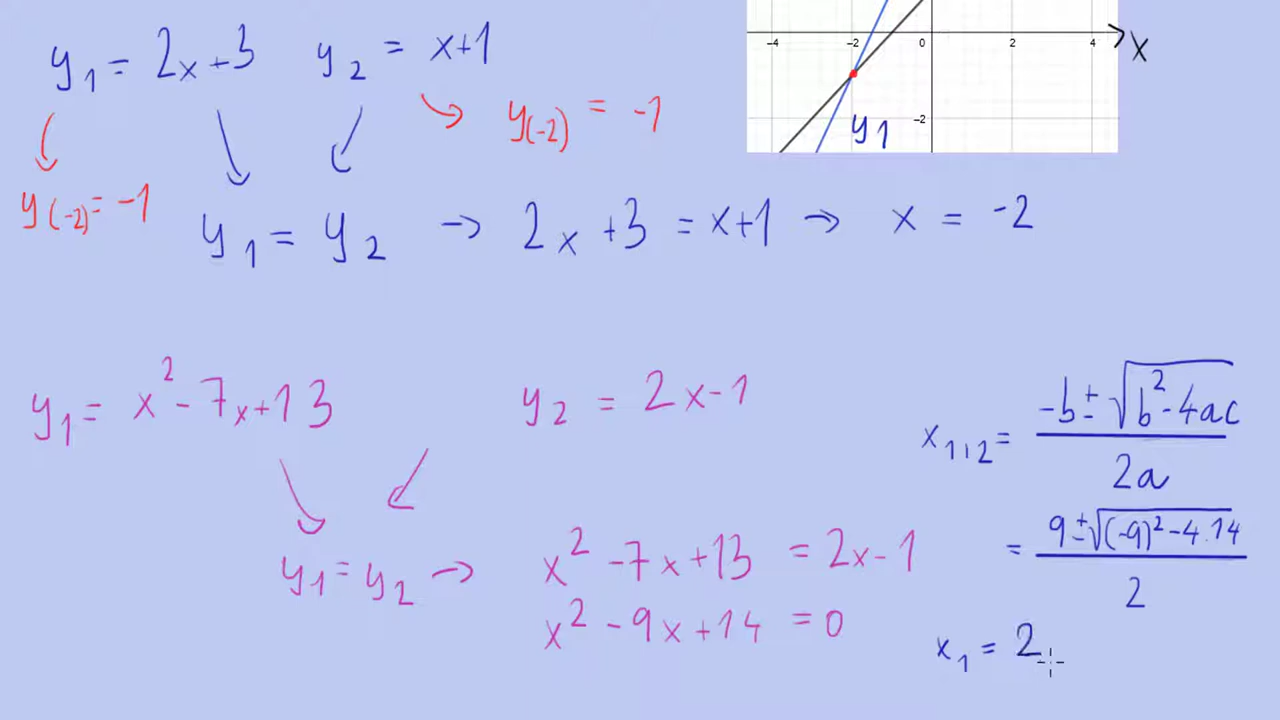 y₁ = 2x+3 y₂ = x+1
-4 -2 0 2 4 x
y(-2) = -1
-2 y₁
y(-2) = -1
y₁ = y₂ → 2x +3 = x+1 → x = -2
y₁ = x² - 7x+13 y₂ = 2x-1
x₁,₂ = (-b ± √(b² - 4ac)) / 2a
= (9 ± √((-9)² - 4.14)) / 2
y₁ = y₂ → x² - 7x + 13 = 2x - 1
x² - 9x + 14 = 0
x₁ = 2